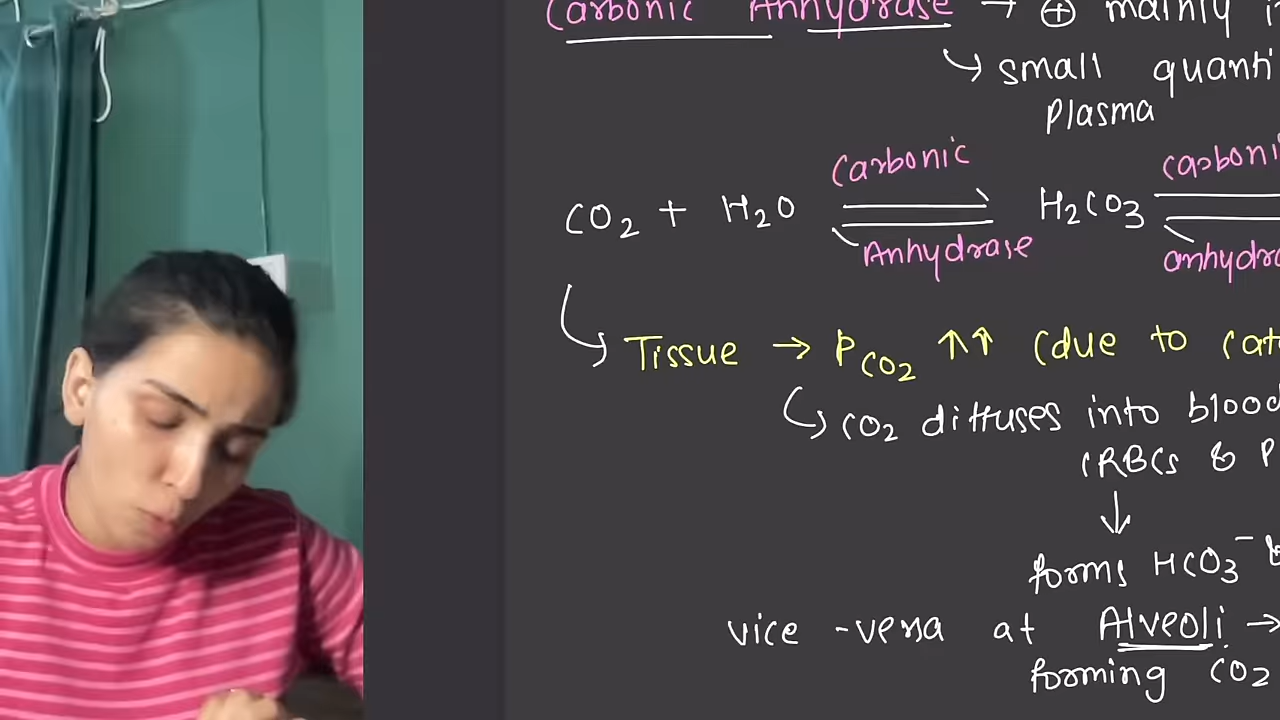 Carbonic Anhydrase → ⊕ mainly i
↳ small quanti
Plasma
Carbonic carboni
CO2 + H2O ⇌ H2CO3 ⇌
Anhydrase anhydra
↳ Tissue → PCO2 ↑↑ (due to cat
↳ CO2 diffuses into blood
(RBCs & P
↓
forms HCO3⁻ &
vice-versa at Alveoli →
forming CO2